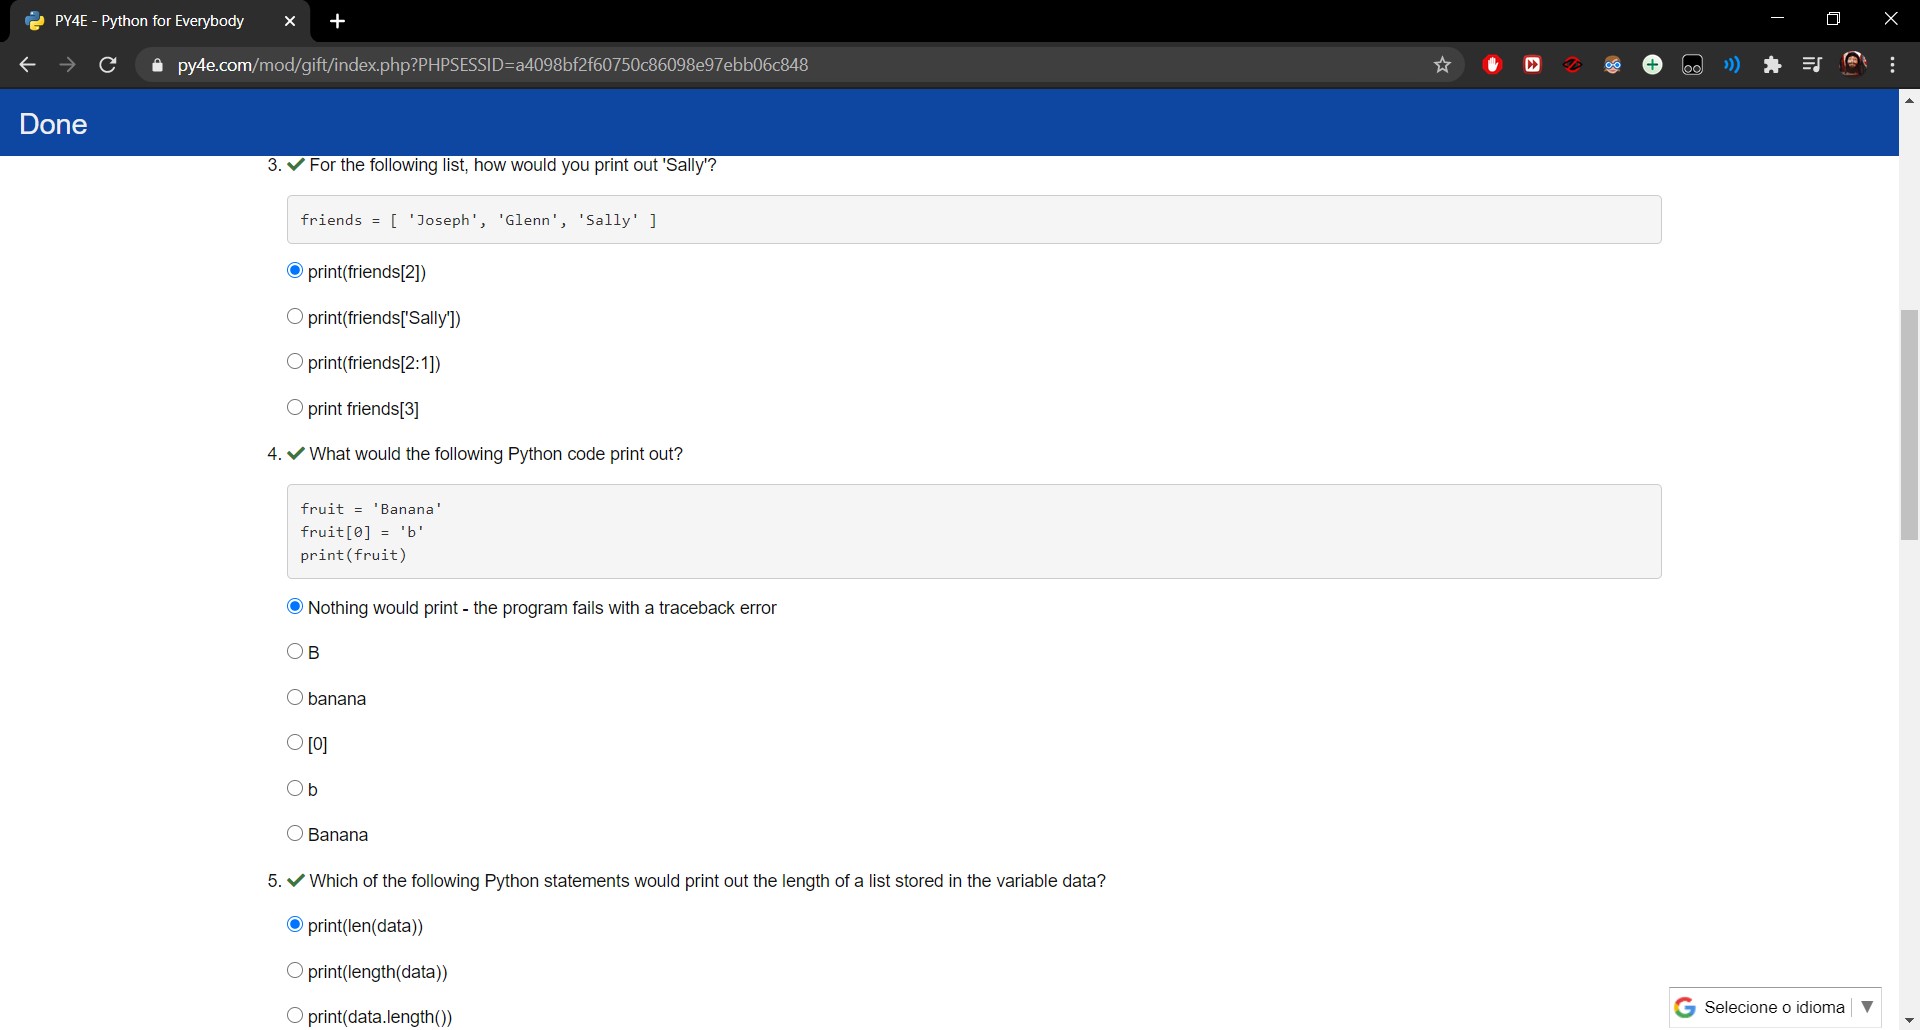 PY4E - Python for Everybody
py4e.com/mod/gift/index.php?PHPSESSID=a4098bf2f60750c86098e97ebb06c848
Done
3. For the following list, how would you print out 'Sally'?
friends = [ 'Joseph', 'Glenn', 'Sally' ]
print(friends[2])
print(friends['Sally'])
print(friends[2:1])
print friends[3]
4. What would the following Python code print out?
fruit = 'Banana'
fruit[0] = 'b'
print(fruit)
Nothing would print - the program fails with a traceback error
B
banana
[0]
b
Banana
5. Which of the following Python statements would print out the length of a list stored in the variable data?
print(len(data))
print(length(data))
print(data.length())
Selecione o idioma